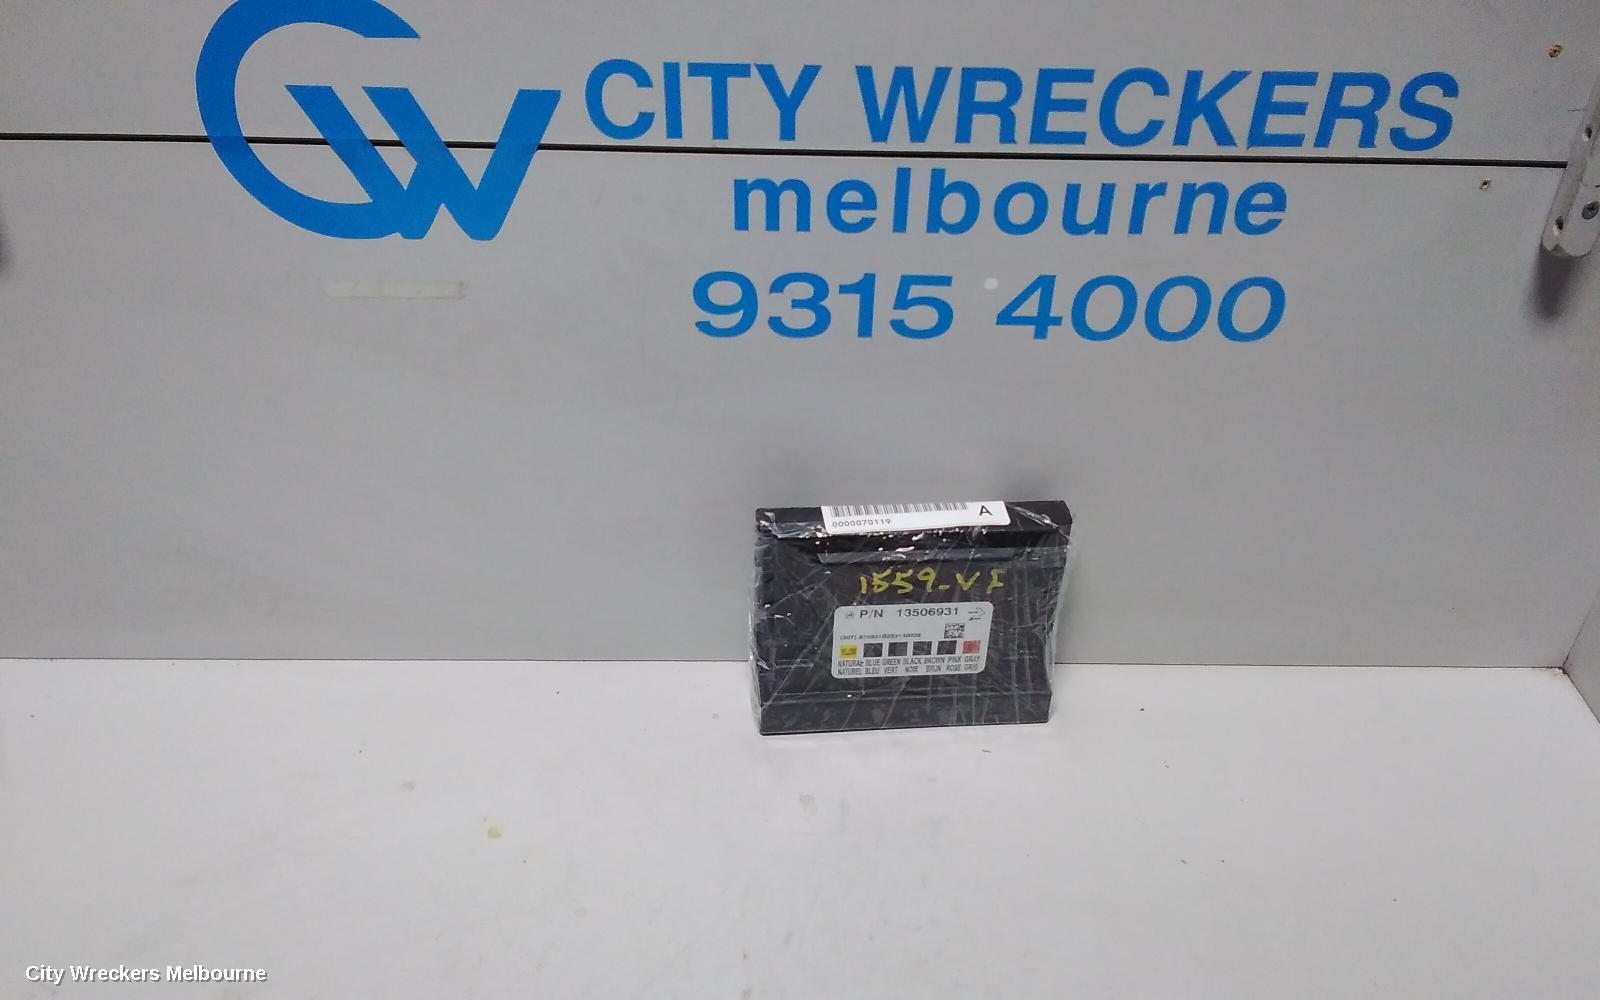 CITY WRECKERS
melbourne
9315 4000
A
0000070119
1559-VF
P/N 13506931
YELLOW
NATURAL BLUE GREEN BLACK BROWN PINK GRAY
NATUREL BLEU VERT NOIR BRUN ROSE GRIS
City Wreckers Melbourne